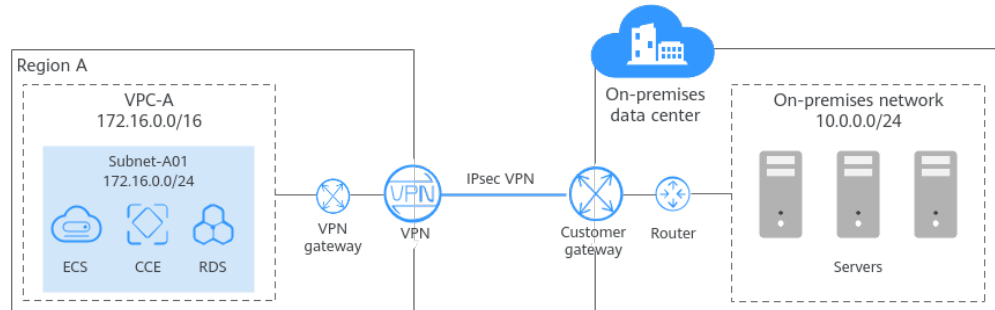 Region A
VPC-A
172.16.0.0/16
Subnet-A01
172.16.0.0/24
ECS
CCE
RDS
VPN
gateway
VPN
VPN
IPsec VPN
On-premises
data center
Customer
gateway
Router
On-premises network
10.0.0.0/24
Servers